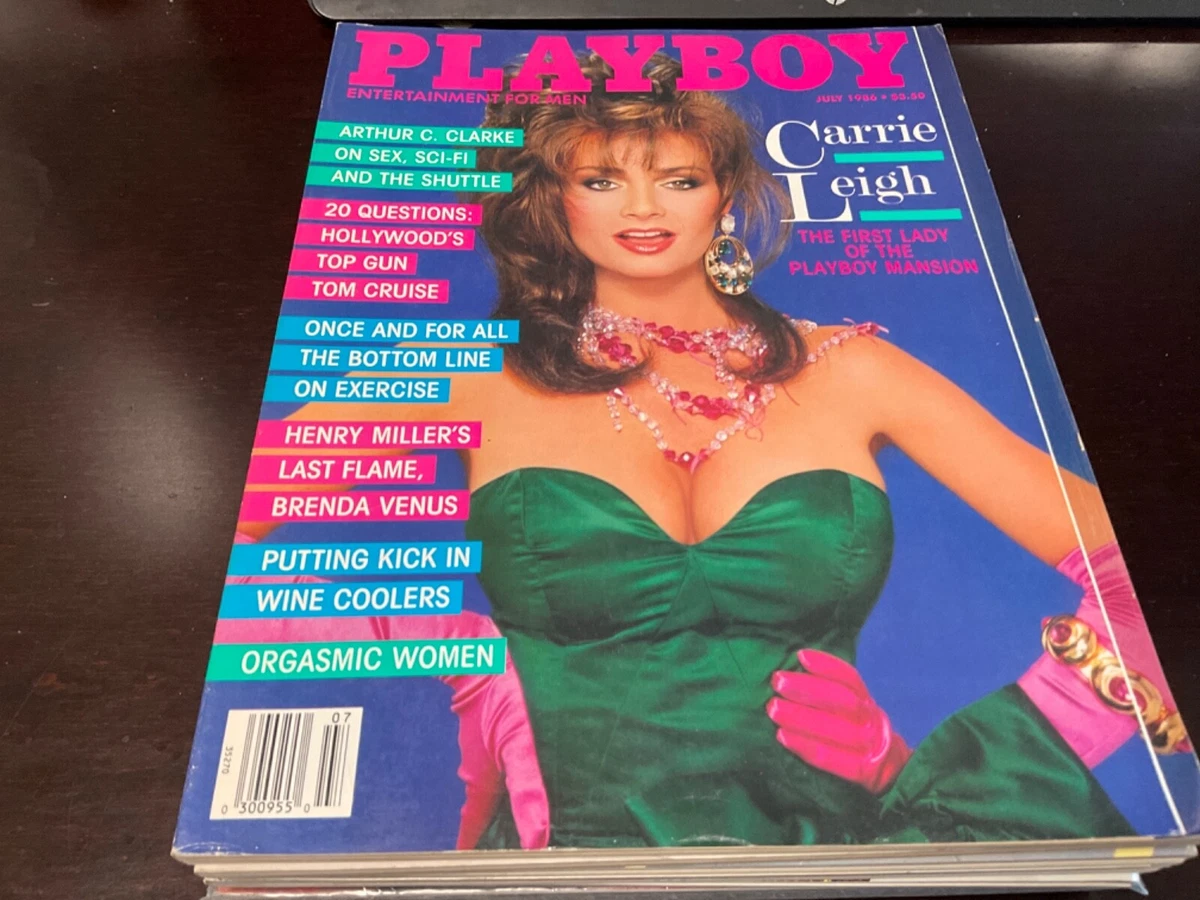 PLAYBOY
ENTERTAINMENT FOR MEN
JULY 1986 • $3.50
ARTHUR C. CLARKE
ON SEX, SCI-FI
AND THE SHUTTLE
20 QUESTIONS:
HOLLYWOOD'S
TOP GUN
TOM CRUISE
ONCE AND FOR ALL
THE BOTTOM LINE
ON EXERCISE
HENRY MILLER'S
LAST FLAME,
BRENDA VENUS
PUTTING KICK IN
WINE COOLERS
ORGASMIC WOMEN
Carrie
Leigh
THE FIRST LADY
OF THE
PLAYBOY MANSION
07
35270
0 300955 0